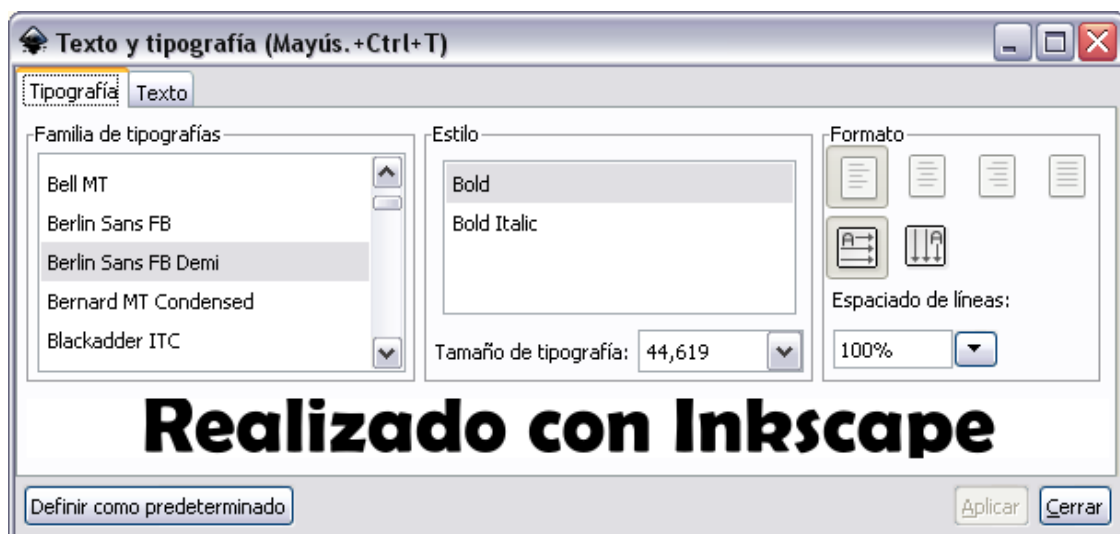 Texto y tipografía (Mayús.+Ctrl+T)
Tipografía Texto
Familia de tipografías
Bell MT
Berlin Sans FB
Berlin Sans FB Demi
Bernard MT Condensed
Blackadder ITC
Estilo
Bold
Bold Italic
Tamaño de tipografía: 44,619
Formato
Espaciado de líneas:
100%
Realizado con Inkscape
Definir como predeterminado Aplicar Cerrar